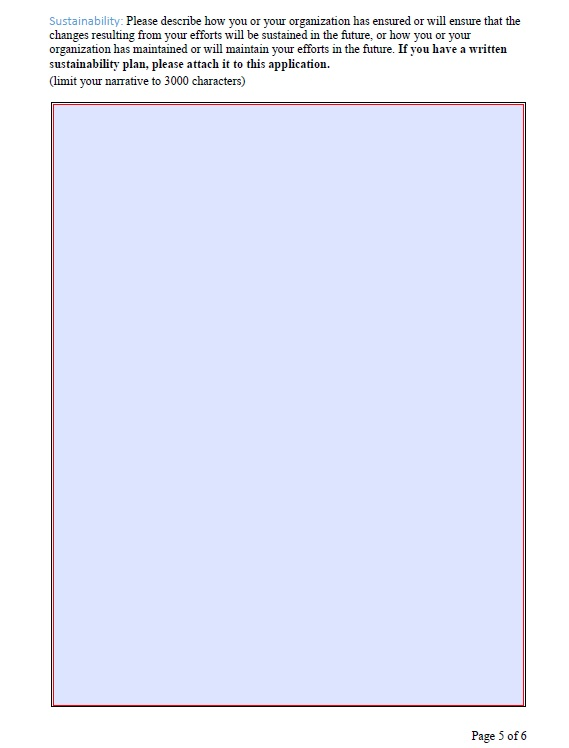 Sustainability: Please describe how you or your organization has ensured or will ensure that the
changes resulting from your efforts will be sustained in the future, or how you or your
organization has maintained or will maintain your efforts in the future. If you have a written
sustainability plan, please attach it to this application.
(limit your narrative to 3000 characters)
Page 5 of 6